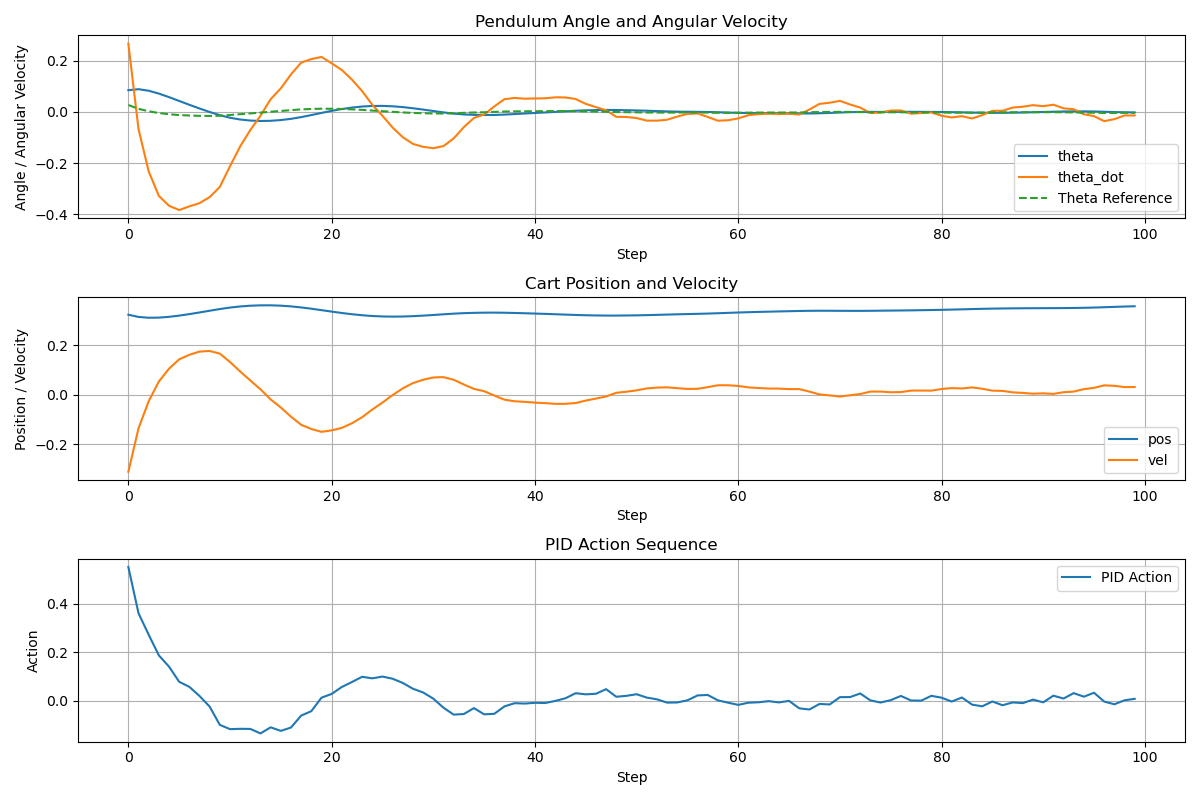 Pendulum Angle and Angular Velocity
Angle / Angular Velocity
0.2
0.0
−0.2
−0.4
theta
theta_dot
Theta Reference
0 20 40 60 80 100
Step
Cart Position and Velocity
Position / Velocity
0.2
0.0
−0.2
pos
vel
0 20 40 60 80 100
Step
PID Action Sequence
Action
0.4
0.2
0.0
PID Action
0 20 40 60 80 100
Step